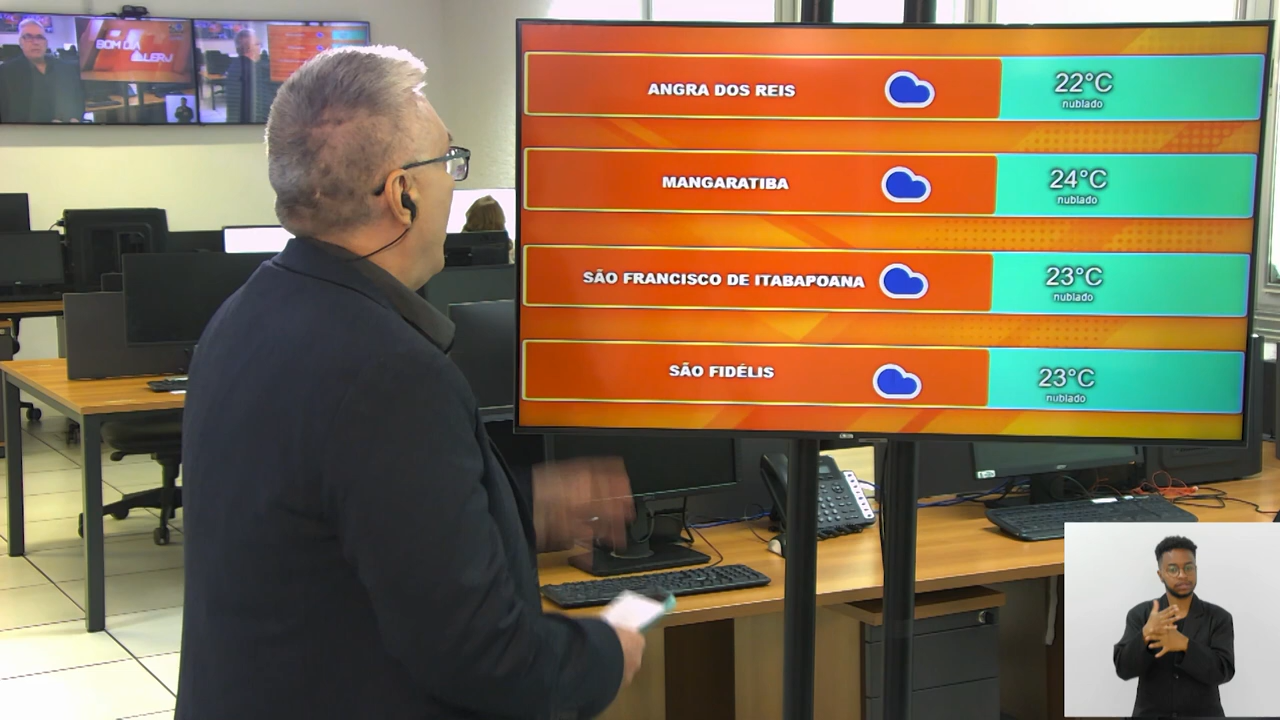 BOM DIA
ALERJ
ANGRA DOS REIS
22°C
nublado
MANGARATIBA
24°C
nublado
SÃO FRANCISCO DE ITABAPOANA
23°C
nublado
SÃO FIDÉLIS
23°C
nublado